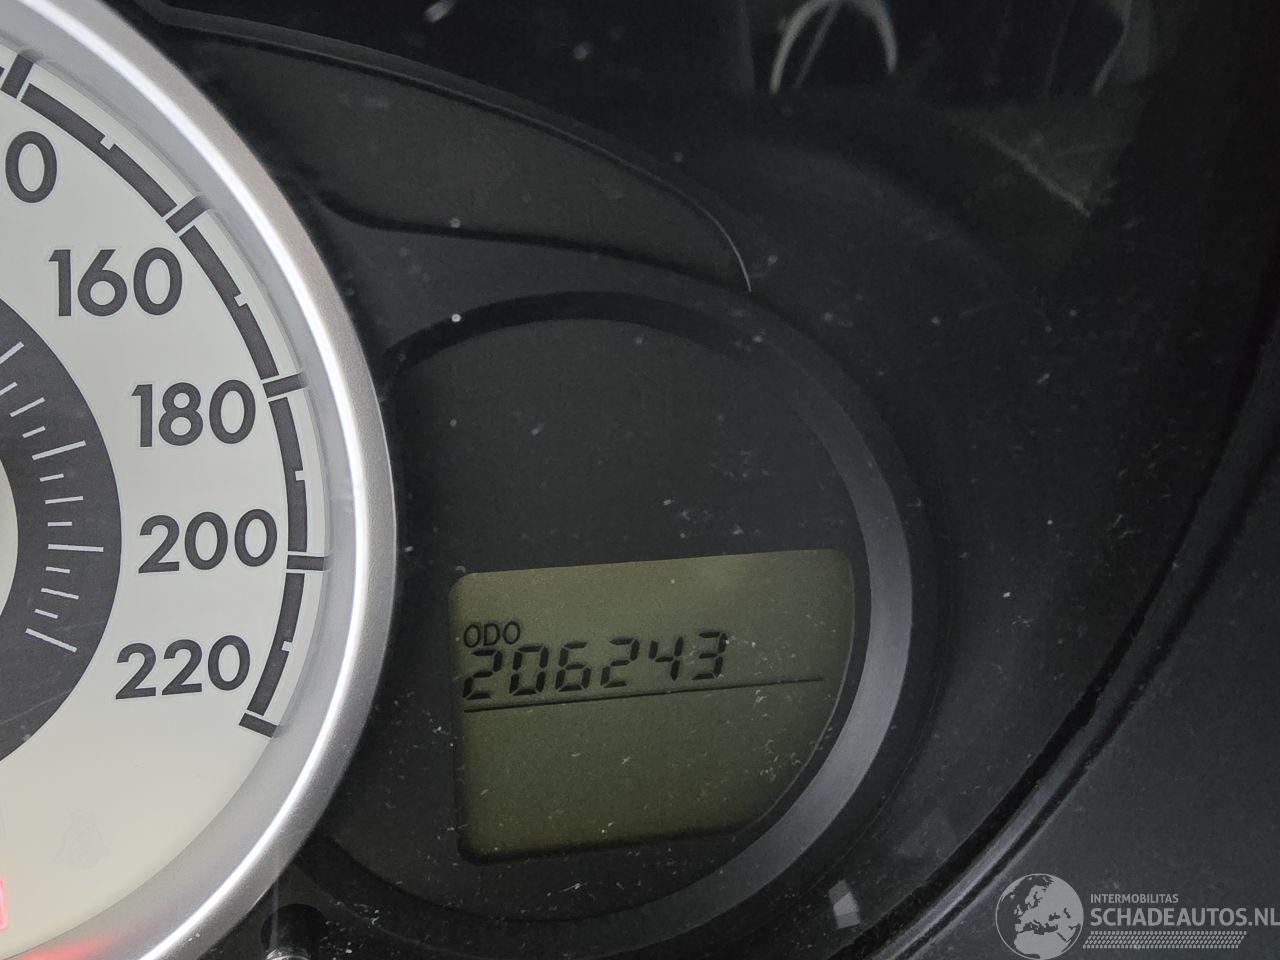 160
180
200
220
ODO
206243
INTERMOBILITAS
SCHADEAUTOS.NL